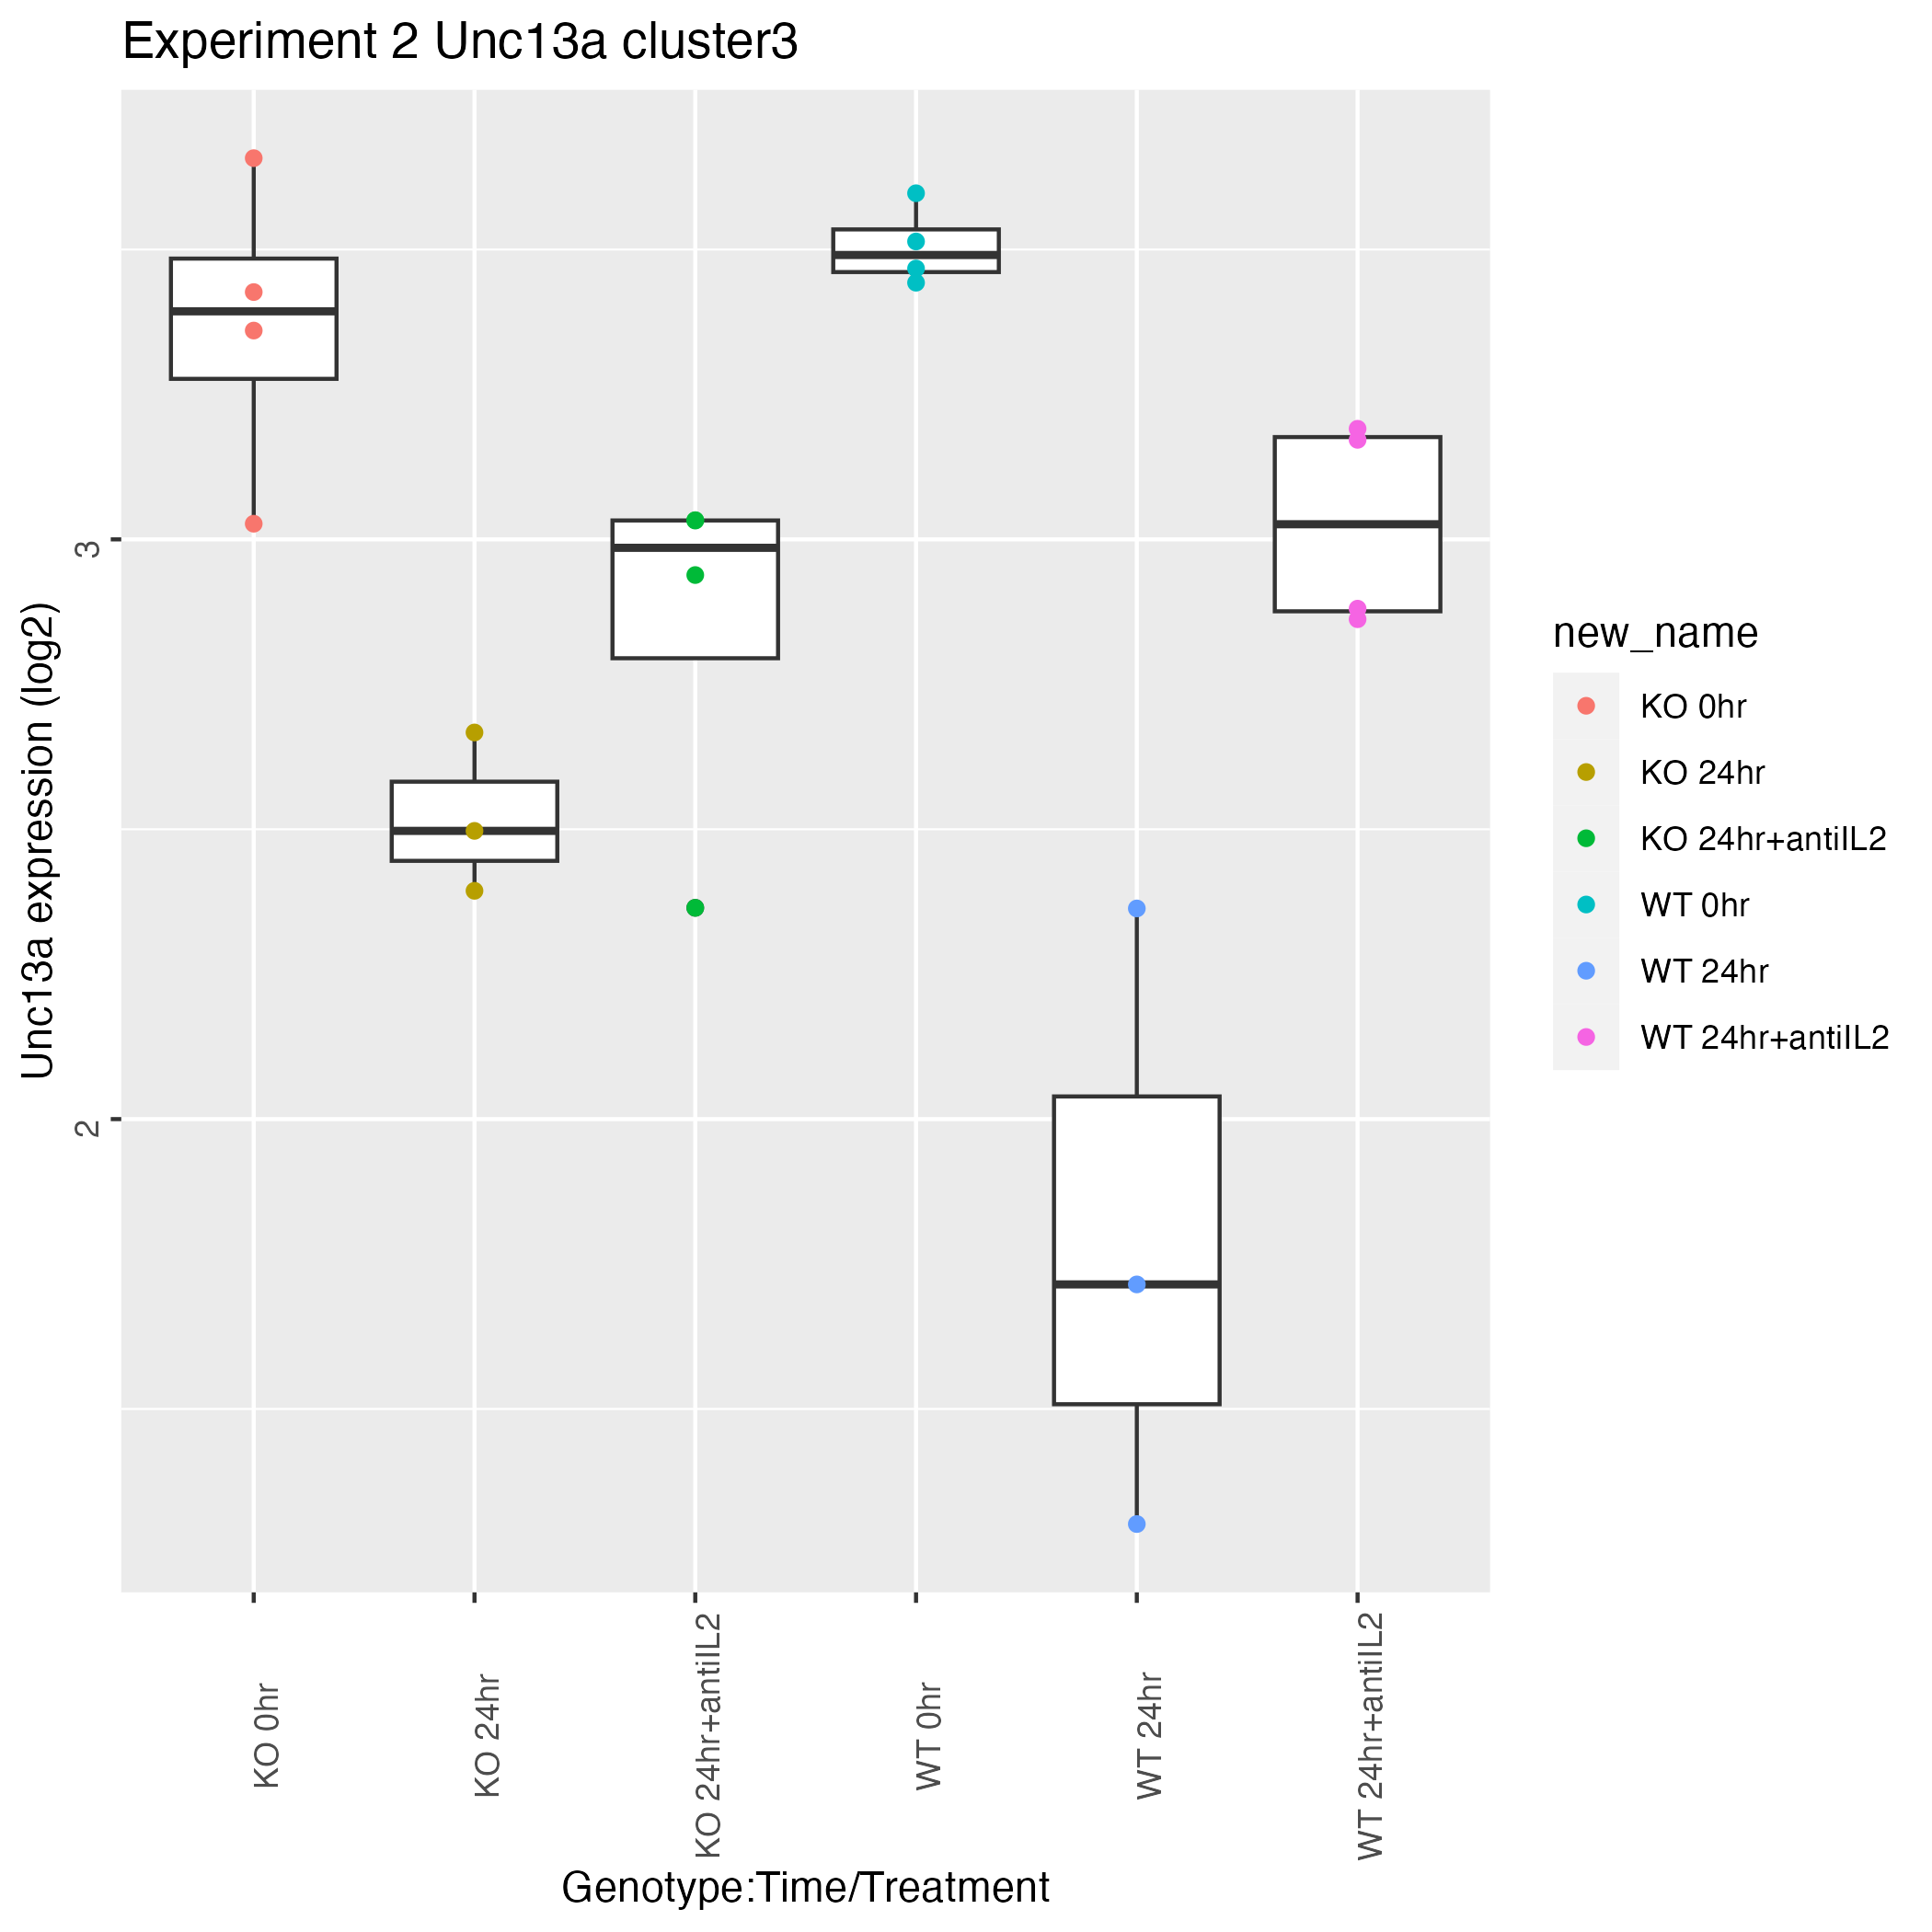 Experiment 2 Unc13a cluster3
Unc13a expression (log2)
3
2
KO 0hr
KO 24hr
KO 24hr+antiIL2
WT 0hr
WT 24hr
WT 24hr+antiIL2
Genotype:Time/Treatment
new_name
KO 0hr
KO 24hr
KO 24hr+antiIL2
WT 0hr
WT 24hr
WT 24hr+antiIL2